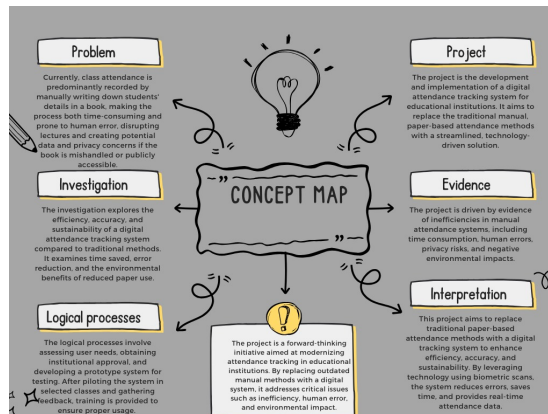 Problem
Currently, class attendance is
predominantly recorded by
manually writing down students'
details in a book, making the
process both time-consuming and
prone to human error, disrupting
lectures and creating potential
data and privacy concerns if the
book is mishandled or publicly
accessible.
Investigation
The investigation explores the
efficiency, accuracy, and
sustainability of a digital
attendance tracking system
compared to traditional methods.
It examines time saved, error
reduction, and the environmental
benefits of reduced paper use.
Logical processes
The logical processes involve
assessing user needs, obtaining
institutional approval, and
developing a prototype system for
testing. After piloting the system in
selected classes and gathering
feedback, training is provided to
ensure proper usage.
CONCEPT MAP
The project is a forward-thinking
initiative aimed at modernizing
attendance tracking in educational
institutions. By replacing outdated
manual methods with a digital
system, it addresses critical issues
such as inefficiency, human error,
and environmental impact.
Project
The project is the development
and implementation of a digital
attendance tracking system for
educational institutions. It aims to
replace the traditional manual,
paper-based attendance methods
with a streamlined, technology-
driven solution.
Evidence
The project is driven by evidence
of inefficiencies in manual
attendance systems, including
time consumption, human errors,
privacy risks, and negative
environmental impacts.
Interpretation
This project aims to replace
traditional paper-based
attendance methods with a digital
tracking system to enhance
efficiency, accuracy, and
sustainability. By leveraging
technology using biometric scans,
the system reduces errors, saves
time, and provides real-time
attendance data.